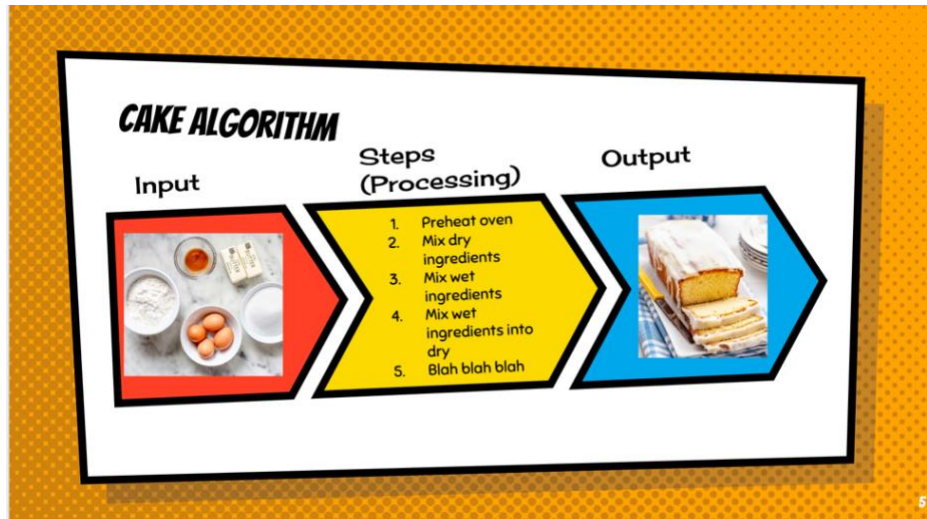 CAKE ALGORITHM
Input
Steps
(Processing)
Output
1. Preheat oven
2. Mix dry
ingredients
3. Mix wet
ingredients
4. Mix wet
ingredients into
dry
5. Blah blah blah
5